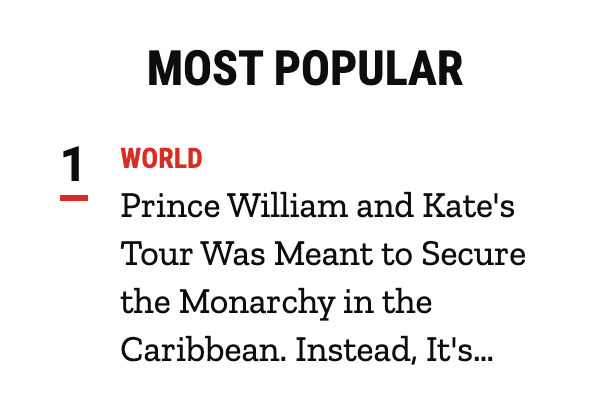 MOST POPULAR
1
WORLD
Prince William and Kate's
Tour Was Meant to Secure
the Monarchy in the
Caribbean. Instead, It's...